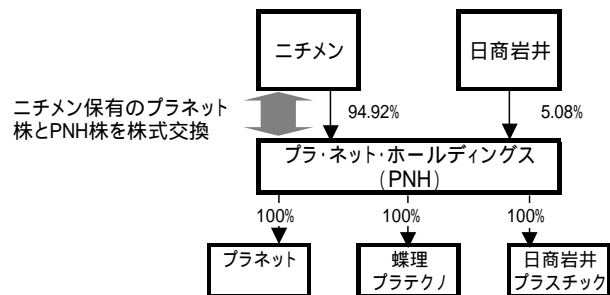 ニチメン
日商岩井
ニチメン保有のプラネット
株とPNH株を株式交換
94.92%
5.08%
プラ・ネット・ホールディングス
(PNH)
100%
100%
100%
プラネット
蝶理
プラテクノ
日商岩井
プラスチック